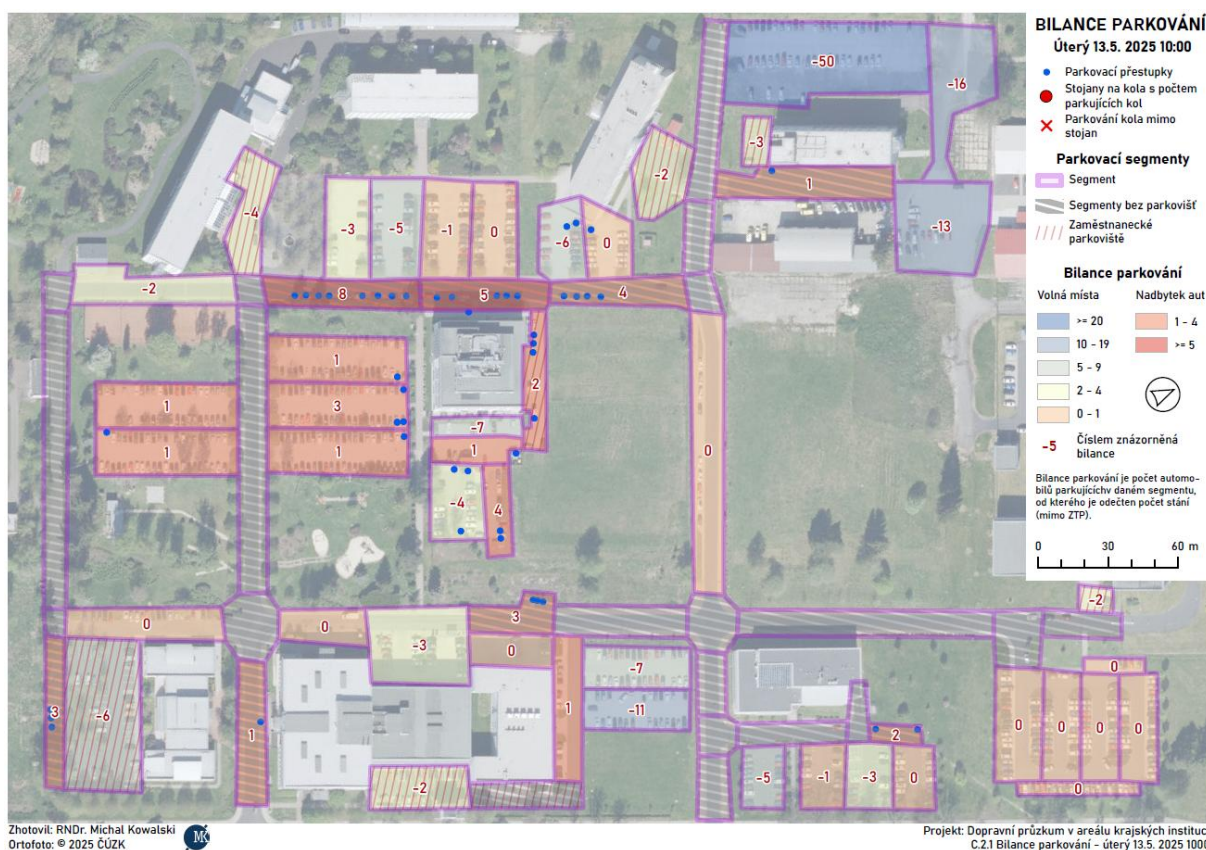 BILANCE PARKOVÁNÍ
Úterý 13.5. 2025 10:00
Parkovací přestupky
Stojany na kola s počtem
parkujících kol
Parkování kola mimo
stojan
Parkovací segmenty
Segment
Segmenty bez parkovišť
Zaměstnanecké
parkoviště
Bilance parkování
Volná místa
Nadbytek aut
>= 20
1 - 4
10 - 19
>= 5
5 - 9
2 - 4
0 - 1
-5
Číslem znázorněná
bilance
Bilance parkování je počet automo-
bilů parkujícíchv daném segmentu,
od kterého je odečten počet stání
(mimo ZTP).
0 30 60 m
-50
-16
-3
-2
1
-4
-3
-5
-1
0
-6
0
-13
-2
8
5
4
1
2
1
3
-7
1
1
1
0
-4
4
-2
0
0
3
-3
0
-7
0
3
-6
1
1
-11
0
0
0
0
2
-5
-1
-3
0
-2
0
Zhotovil: RNDr. Michal Kowalski
Ortofoto: © 2025 ČÚZK
MK
Projekt: Dopravní průzkum v areálu krajských instituc
C.2.1 Bilance parkování - úterý 13.5. 2025 1000